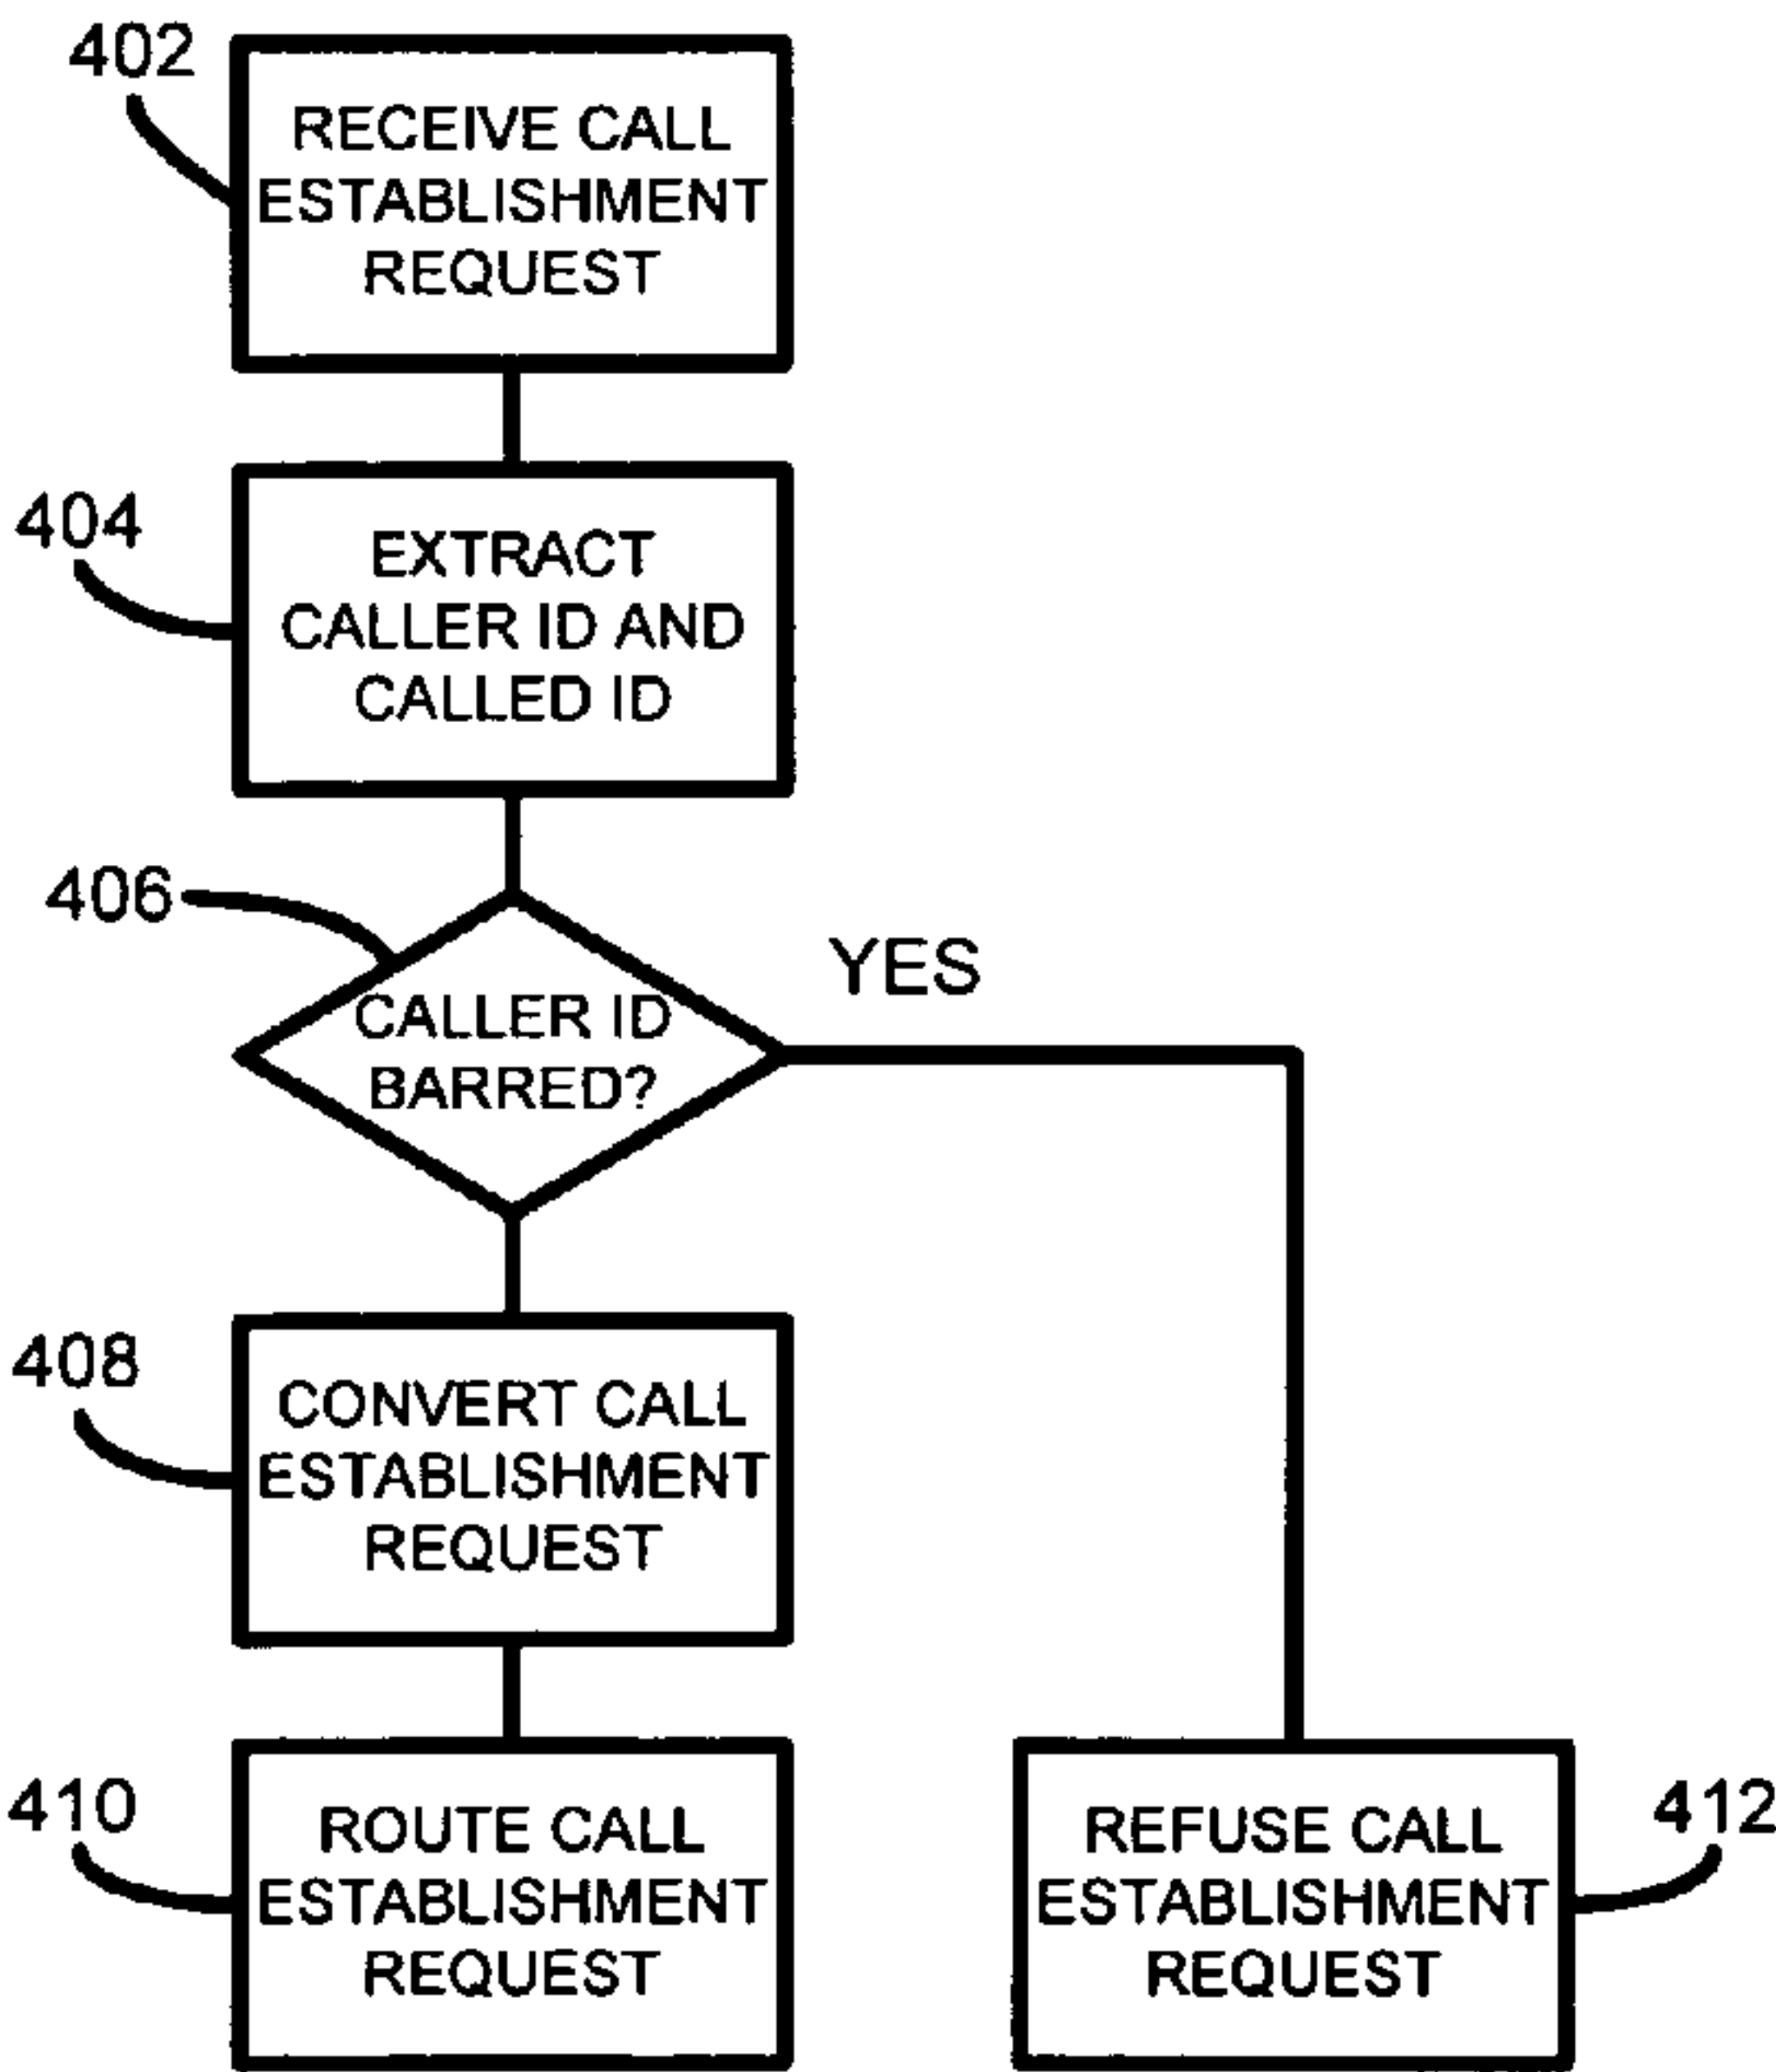 402
RECEIVE CALL
ESTABLISHMENT
REQUEST
404
EXTRACT
CALLER ID AND
CALLED ID
406
CALLER ID
BARRED?
YES
408
CONVERT CALL
ESTABLISHMENT
REQUEST
410
ROUTE CALL
ESTABLISHMENT
REQUEST
REFUSE CALL
ESTABLISHMENT
REQUEST
412